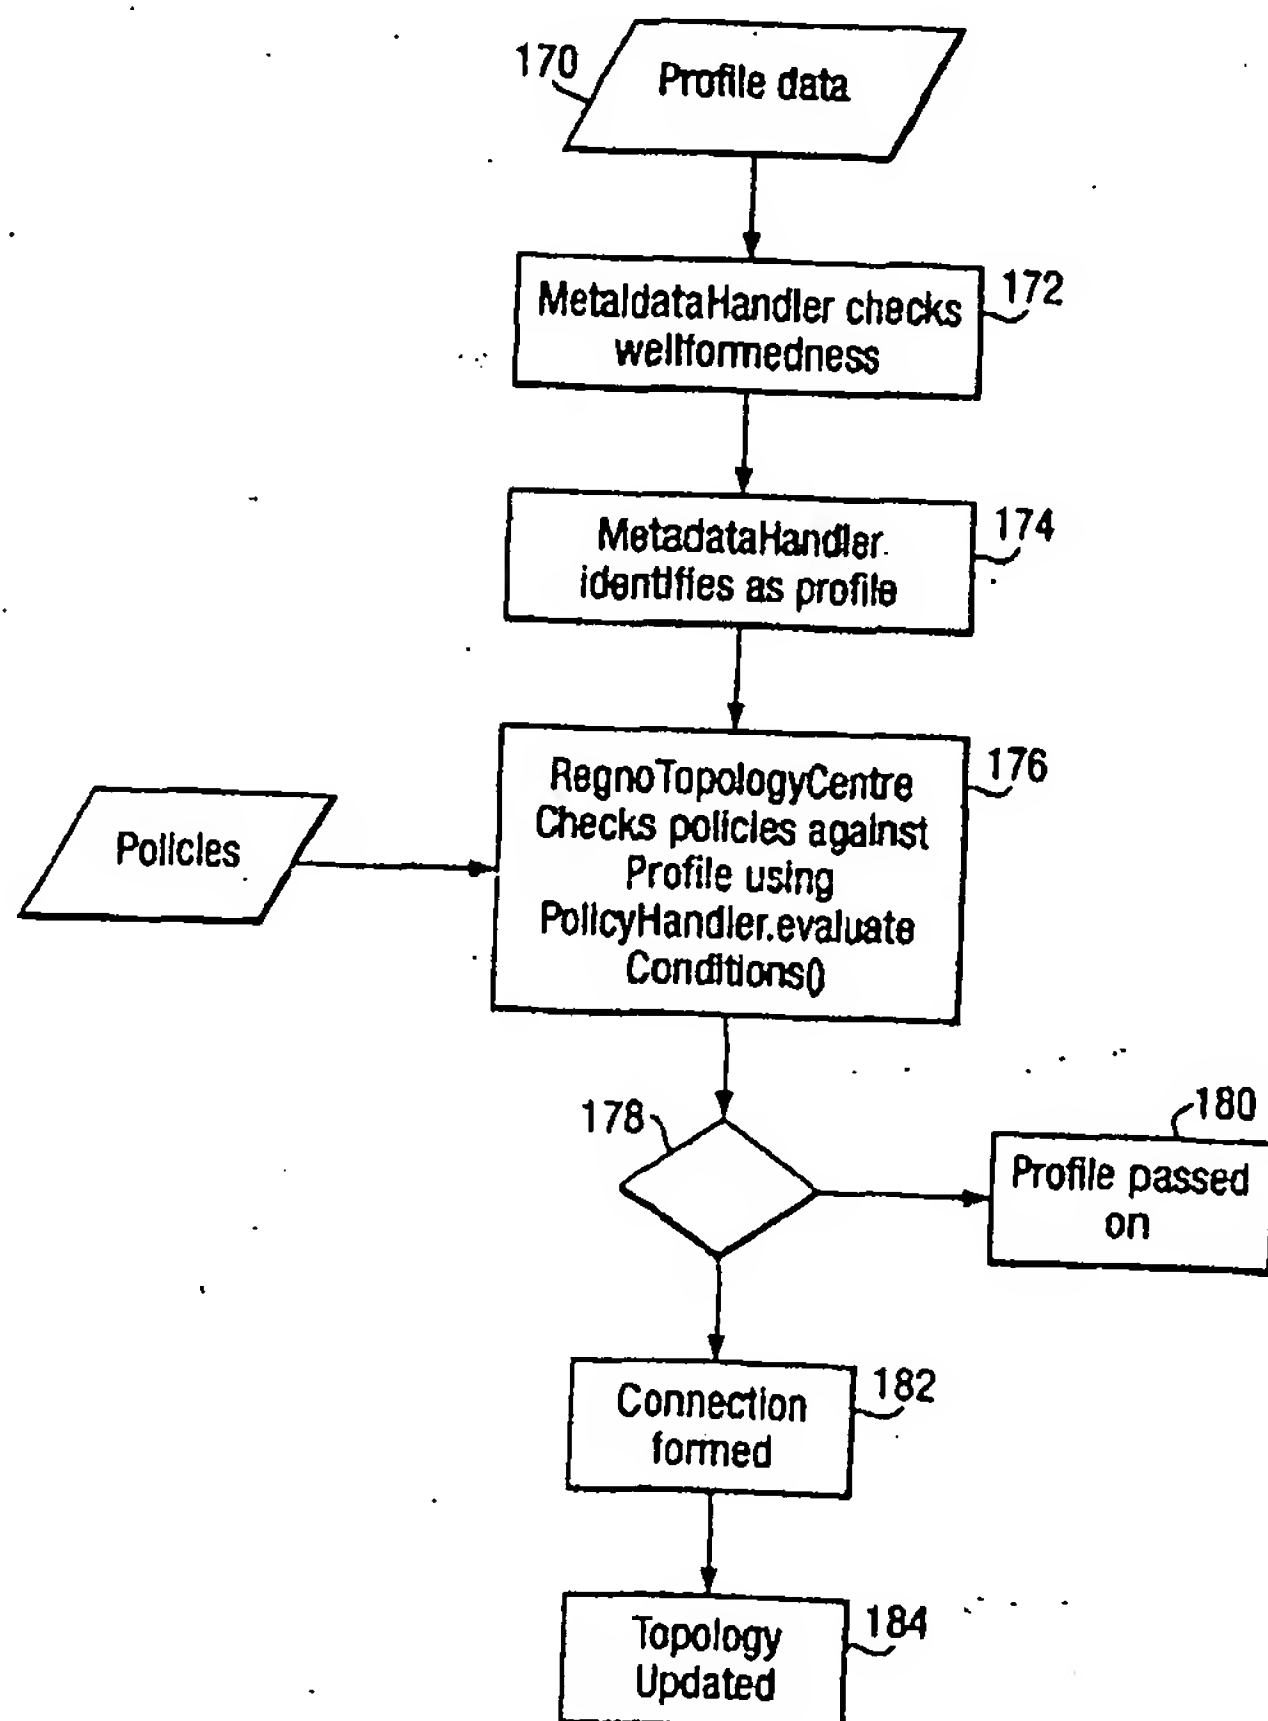 170
Profile data
MetaldataHandler checks
wellformedness
172
MetadataHandler
identifies as profile
174
RegnoTopologyCentre
Checks policies against
Profile using
PolicyHandler.evaluate
Conditions()
176
Policies
178
180
Profile passed
on
Connection
formed
182
Topology
Updated
184